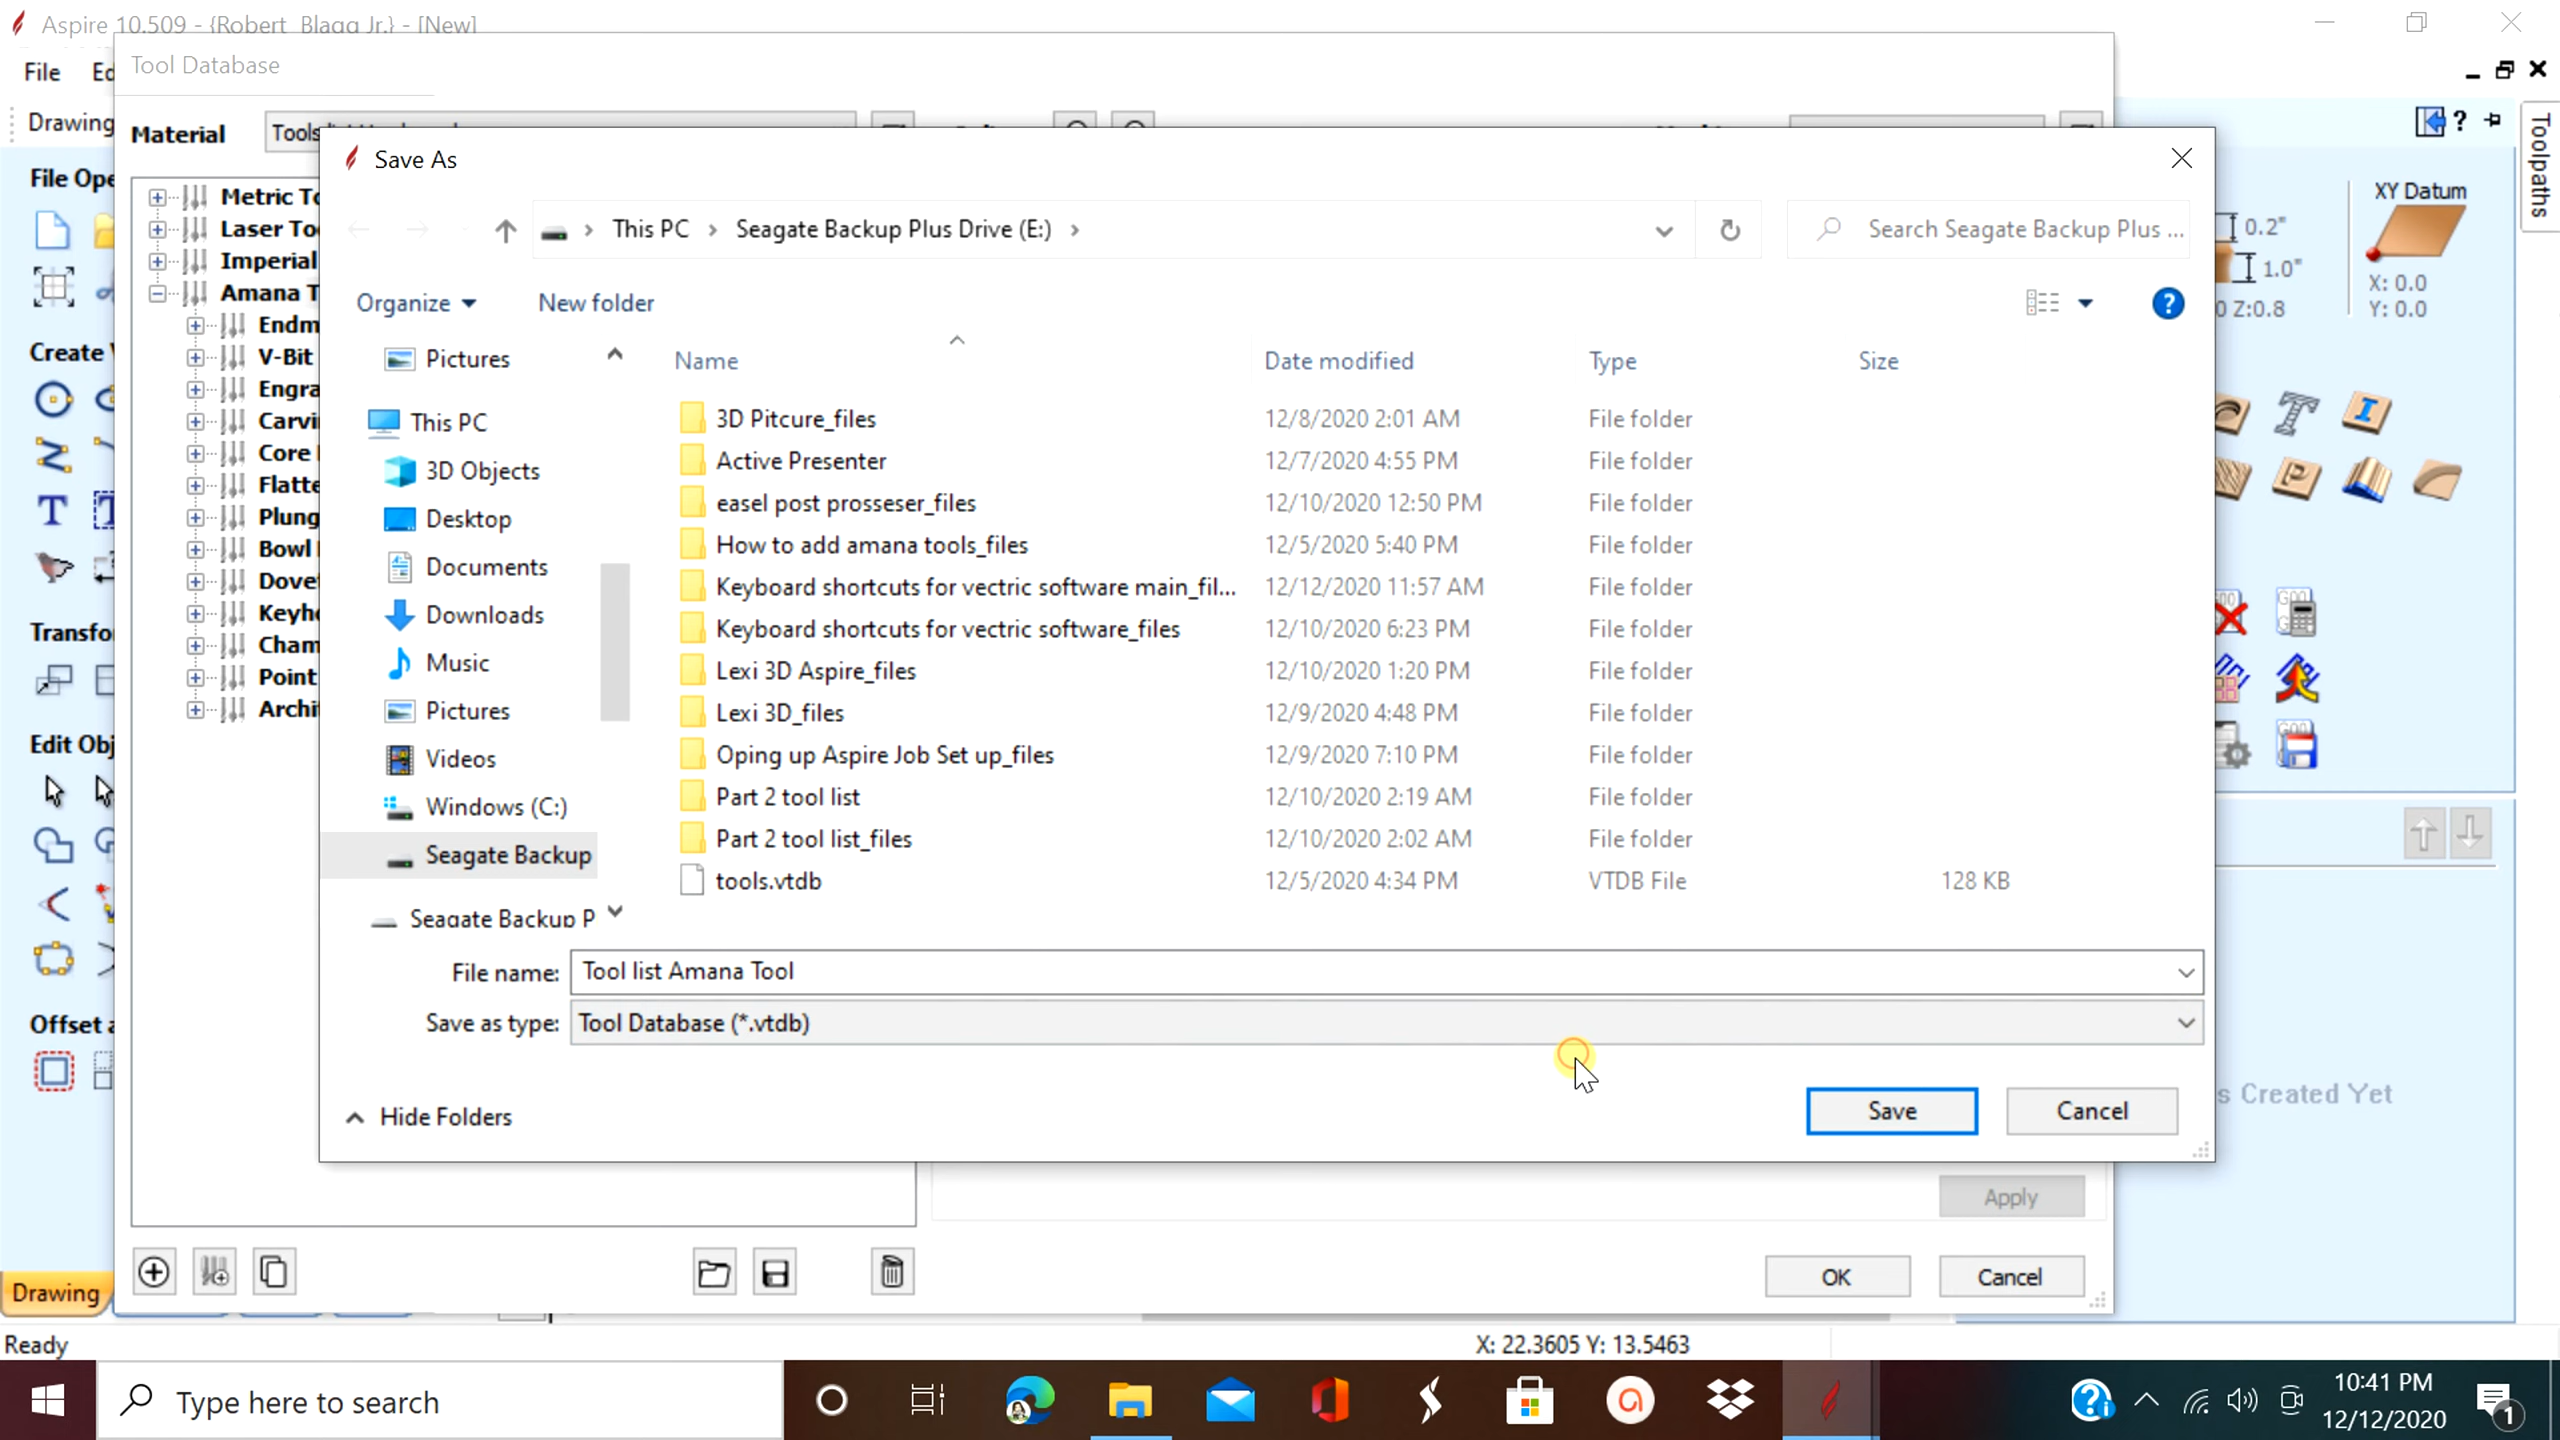 Aspire 10.509 - {Robert Blagg Jr.} - [New]
File
Tool Database
Drawing
Material
Tools
Toolpaths
File Ope
Create
Transfo
Edit Obj
Offset a
Metric To
Laser Too
Imperial
Amana T
Endm
V-Bit
Engra
Carvi
Core
Flatte
Plung
Bowl
Dove
Keyh
Cham
Point
Archi
Save As
This PC
Seagate Backup Plus Drive (E:)
Search Seagate Backup Plus ...
Organize
New folder
Pictures
This PC
3D Objects
Desktop
Documents
Downloads
Music
Pictures
Videos
Windows (C:)
Seagate Backup
Seagate Backup P
Name Date modified Type Size
3D Pitcure_files 12/8/2020 2:01 AM File folder
Active Presenter 12/7/2020 4:55 PM File folder
easel post prosseser_files 12/10/2020 12:50 PM File folder
How to add amana tools_files 12/5/2020 5:40 PM File folder
Keyboard shortcuts for vectric software main_fil... 12/12/2020 11:57 AM File folder
Keyboard shortcuts for vectric software_files 12/10/2020 6:23 PM File folder
Lexi 3D Aspire_files 12/10/2020 1:20 PM File folder
Lexi 3D_files 12/9/2020 4:48 PM File folder
Oping up Aspire Job Set up_files 12/9/2020 7:10 PM File folder
Part 2 tool list 12/10/2020 2:19 AM File folder
Part 2 tool list_files 12/10/2020 2:02 AM File folder
tools.vtdb 12/5/2020 4:34 PM VTDB File 128 KB
File name: Tool list Amana Tool
Save as type: Tool Database (*.vtdb)
Hide Folders
Save
Cancel
XY Datum
0.2"
1.0"
X: 0.0
Y: 0.0
0 Z:0.8
s Created Yet
Apply
OK
Cancel
Drawing
Ready
X: 22.3605 Y: 13.5463
Type here to search
10:41 PM
12/12/2020
1